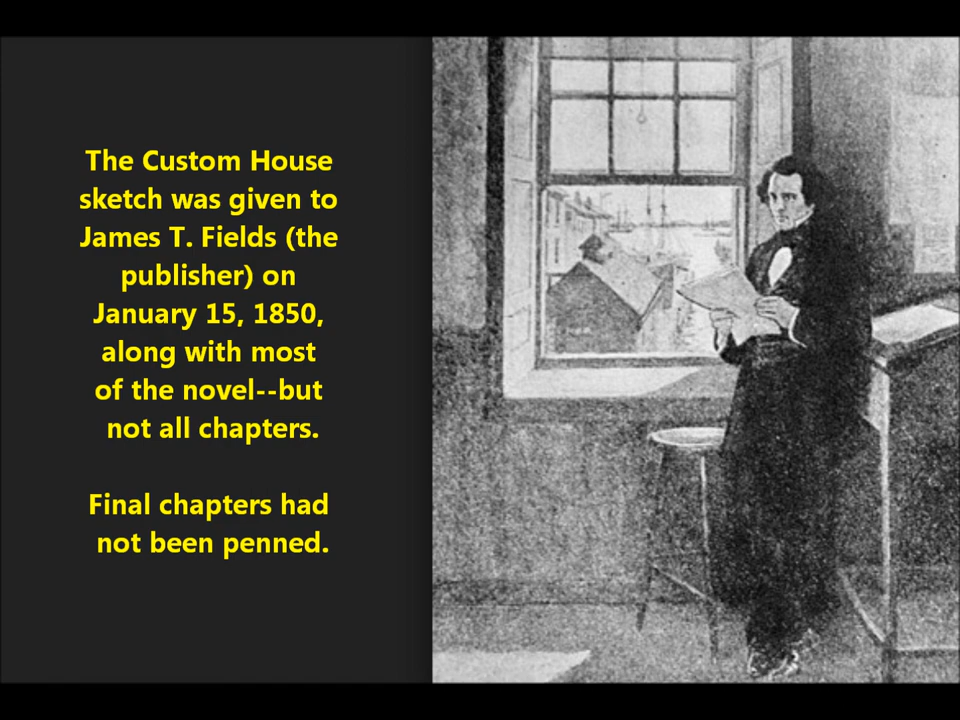 The Custom House
sketch was given to
James T. Fields (the
publisher) on
January 15, 1850,
along with most
of the novel--but
not all chapters.
Final chapters had
not been penned.